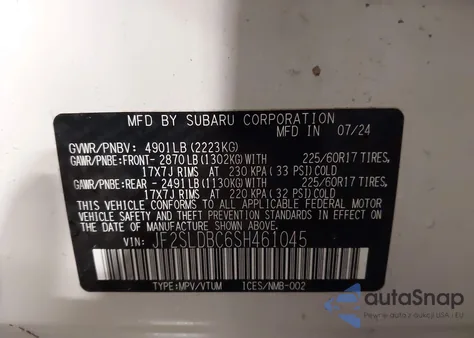 MFD BY SUBARU CORPORATION
MFD IN 07/24
GVWR/PNBV: 4901LB(2223KG)
GAWR/PNBE:FRONT- 2870LB(1302KG)WITH 225/60R17 TIRES,
17X7J RIMS AT 230 KPA(33 PSI)COLD
GAWR/PNBE:REAR - 2491LB(1130KG)WITH 225/60R17 TIRES,
17X7J RIMS AT 220 KPA(32 PSI)COLD
THIS VEHICLE CONFORMS TO ALL APPLICABLE FEDERAL MOTOR
VEHICLE SAFETY AND THEFT PREVENTION STANDARDS IN EFFECT
ON THE DATE OF MANUFACTURE SHOWN ABOVE.
VIN: JF2SLDBC6SH461045
TYPE:MPV/VTUM ICES/NMB-002
autoSnap